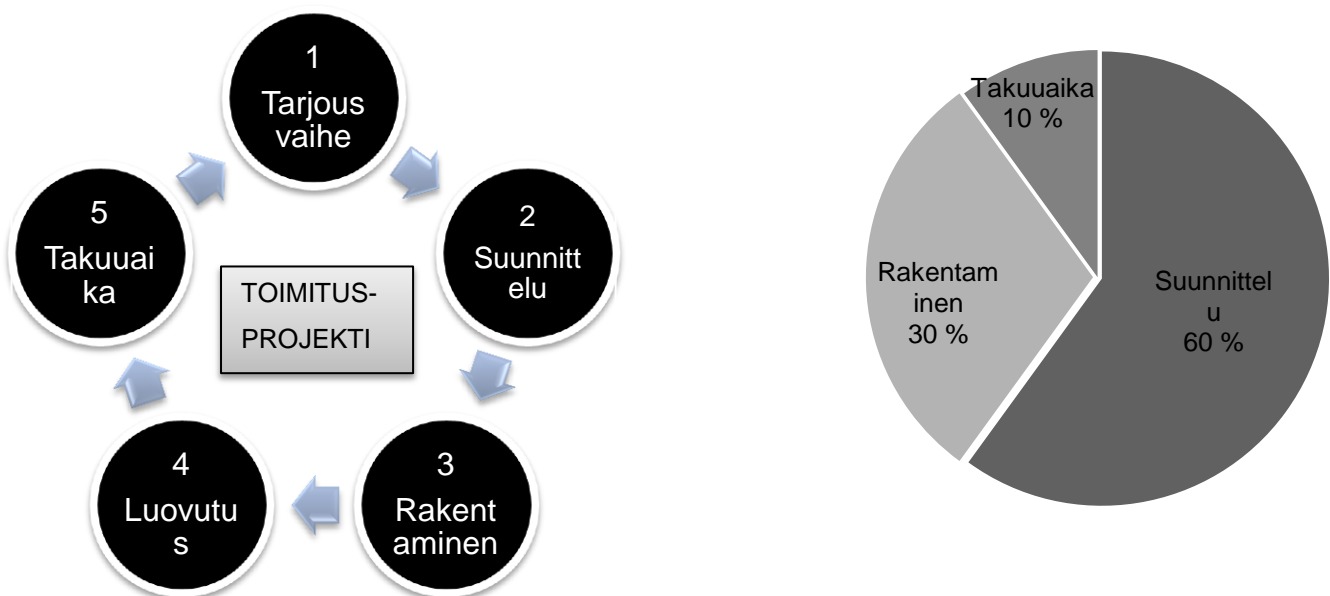 1
Tarjous
vaihe
2
Suunnitt
elu
3
Rakent
aminen
4
Luovutu
s
5
Takuuai
ka
TOIMITUS-
PROJEKTI
Takuuaika
10 %
Rakentam
inen
30 %
Suunnittel
u
60 %